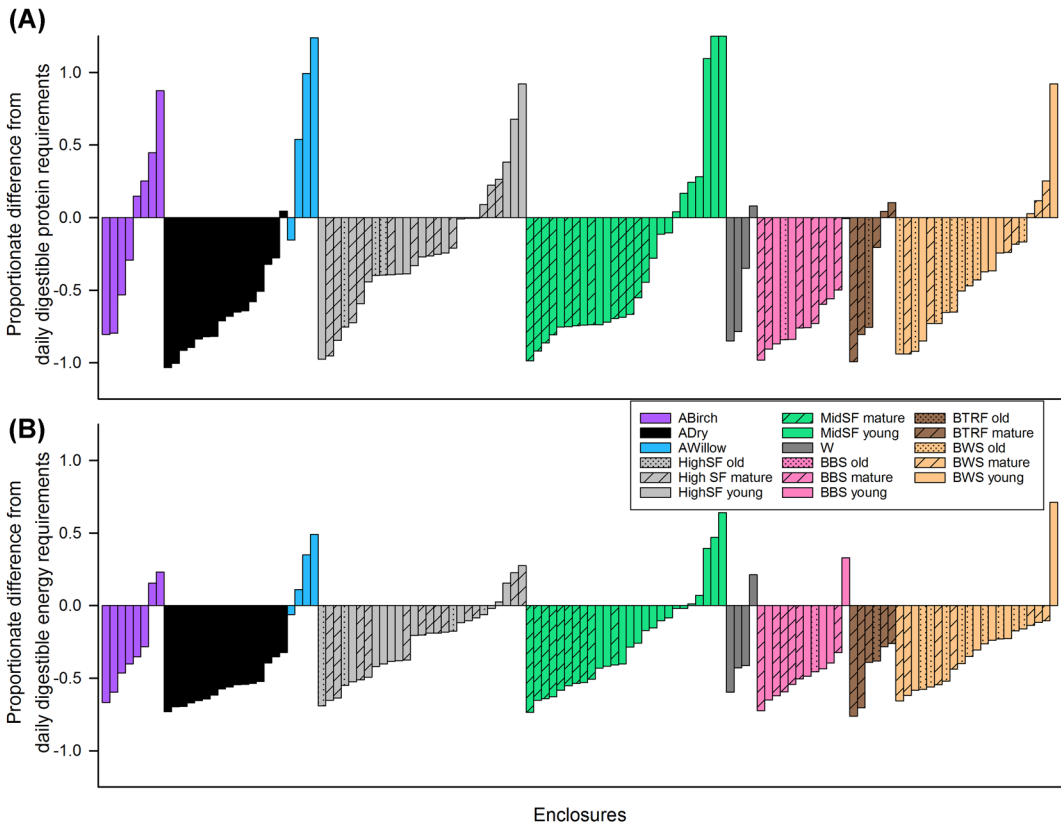 (A)
Proportionate difference from
daily digestible protein requirements
1.0
0.5
0.0
-0.5
-1.0
ABirch
ADry
AWillow
HighSF old
High SF mature
HighSF young
MidSF mature
MidSF young
W
BBS old
BBS mature
BBS young
BTRF old
BTRF mature
BWS old
BWS mature
BWS young
(B)
Proportionate difference from
daily digestible energy requirements
1.0
0.5
0.0
-0.5
-1.0
Enclosures